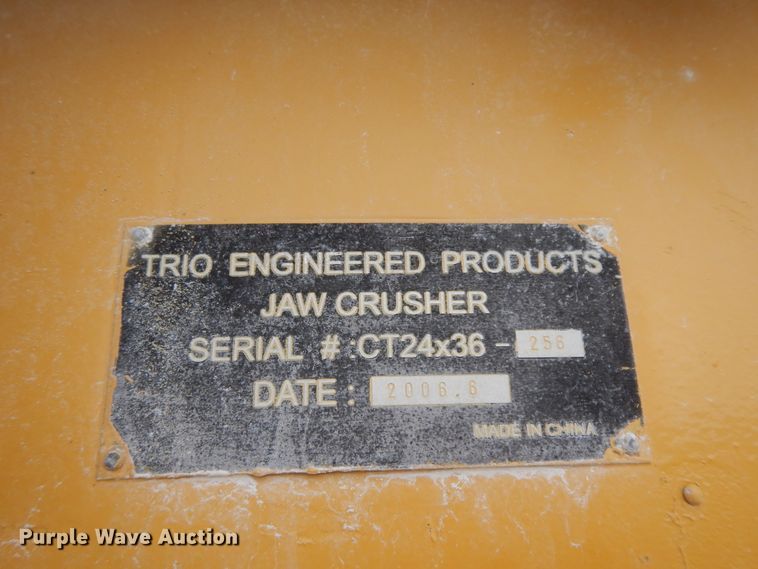 TRIO ENGINEERED PRODUCTS
JAW CRUSHER
SERIAL # :CT24x36 - 256
DATE : 2006.6
MADE IN CHINA
Purple Wave Auction